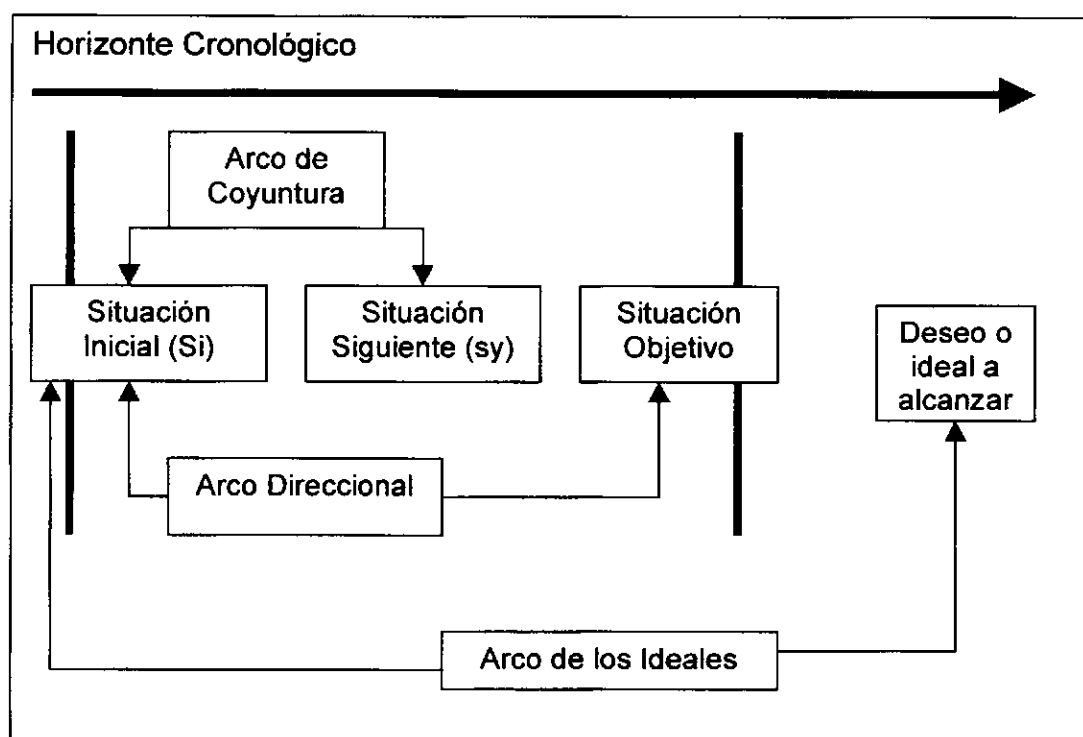 Horizonte Cronológico
Arco de
Coyuntura
Situación
Inicial (Si)
Situación
Siguiente (sy)
Situación
Objetivo
Deseo o
ideal a
alcanzar
Arco Direccional
Arco de los Ideales